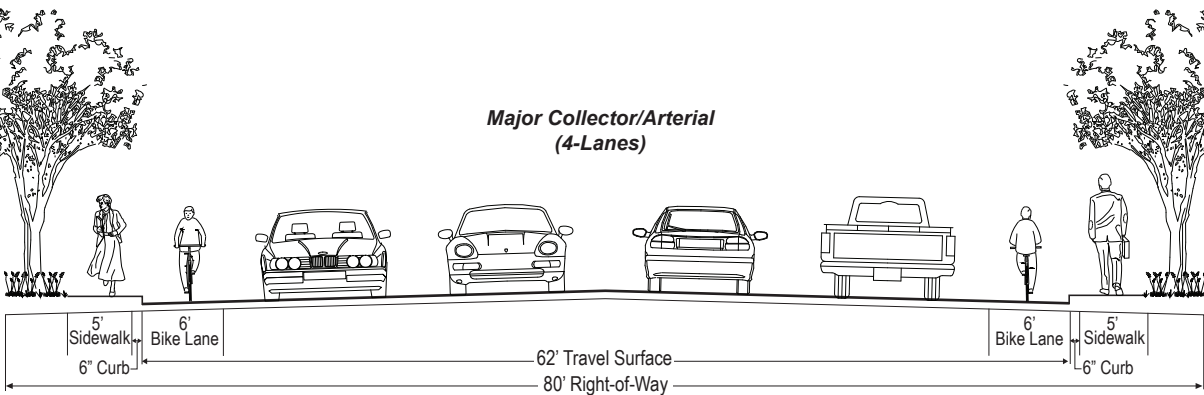 Major Collector/Arterial
(4-Lanes)
5’
Sidewalk
6’
Bike Lane
6’
Bike Lane
5’
Sidewalk
6” Curb
62’ Travel Surface
6” Curb
80’ Right-of-Way